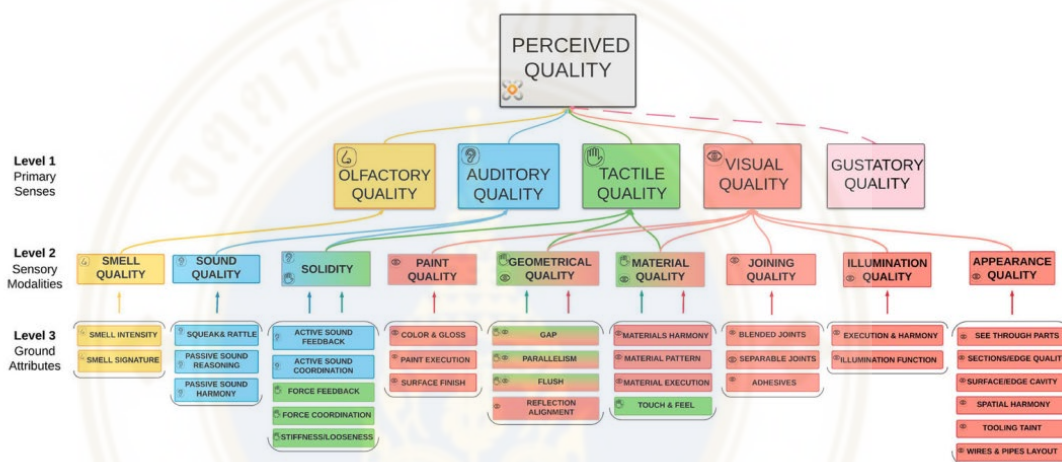 PERCEIVED
QUALITY
Level 1
Primary
Senses
OLFACTORY
QUALITY
AUDITORY
QUALITY
TACTILE
QUALITY
VISUAL
QUALITY
GUSTATORY
QUALITY
Level 2
Sensory
Modalities
SMELL
QUALITY
SOUND
QUALITY
SOLIDITY
PAINT
QUALITY
GEOMETRICAL
QUALITY
MATERIAL
QUALITY
JOINING
QUALITY
ILLUMINATION
QUALITY
APPEARANCE
QUALITY
Level 3
Ground
Attributes
SMELL INTENSITY
SMELL SIGNATURE
SQUEAK& RATTLE
PASSIVE SOUND
REASONING
PASSIVE SOUND
HARMONY
ACTIVE SOUND
FEEDBACK
ACTIVE SOUND
COORDINATION
FORCE FEEDBACK
FORCE COORDINATION
STIFFNESS/LOOSENESS
COLOR & GLOSS
PAINT EXECUTION
SURFACE FINISH
GAP
PARALLELISM
FLUSH
REFLECTION
ALIGNMENT
MATERIALS HARMONY
MATERIAL PATTERN
MATERIAL EXECUTION
TOUCH & FEEL
BLENDED JOINTS
SEPARABLE JOINTS
ADHESIVES
EXECUTION & HARMONY
ILLUMINATION FUNCTION
SEE THROUGH PARTS
SECTIONS/EDGE QUALIT
SURFACE/EDGE CAVITY
SPATIAL HARMONY
TOOLING TAINT
WIRES & PIPES LAYOUT